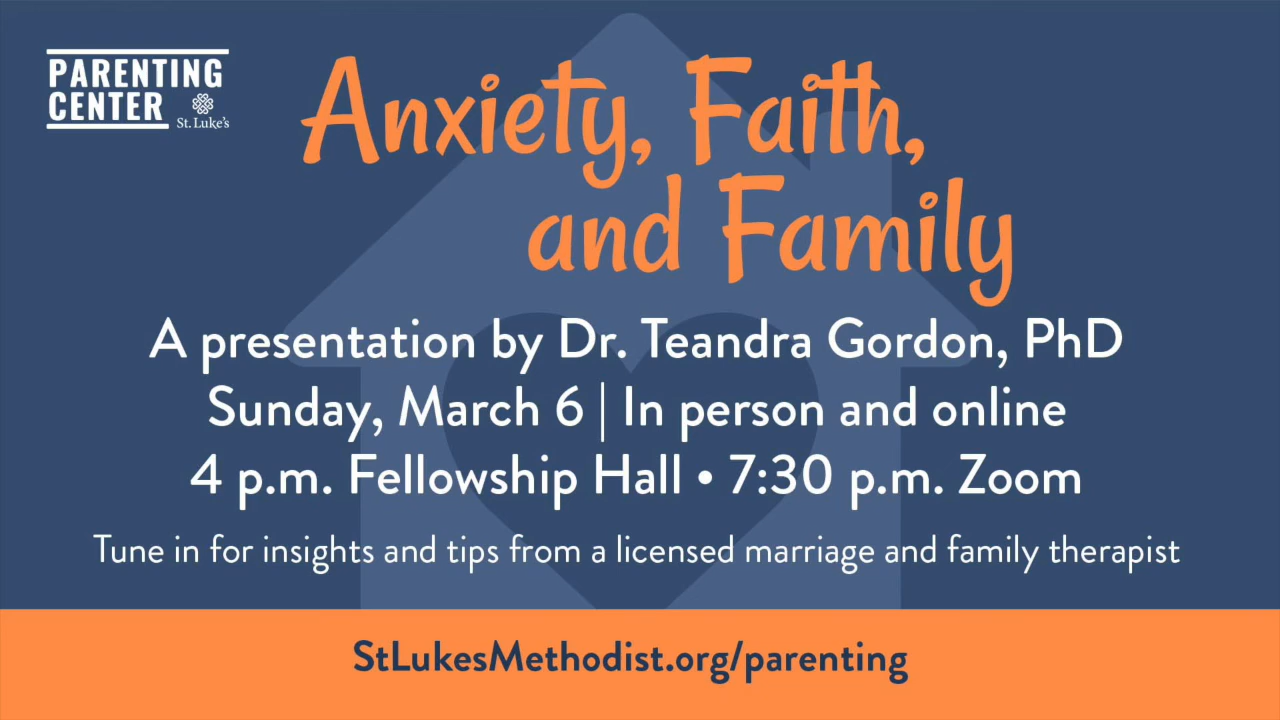 PARENTING
CENTER
St. Luke's
Anxiety, Faith,
and Family
A presentation by Dr. Teandra Gordon, PhD
Sunday, March 6 | In person and online
4 p.m. Fellowship Hall • 7:30 p.m. Zoom
Tune in for insights and tips from a licensed marriage and family therapist
StLukesMethodist.org/parenting